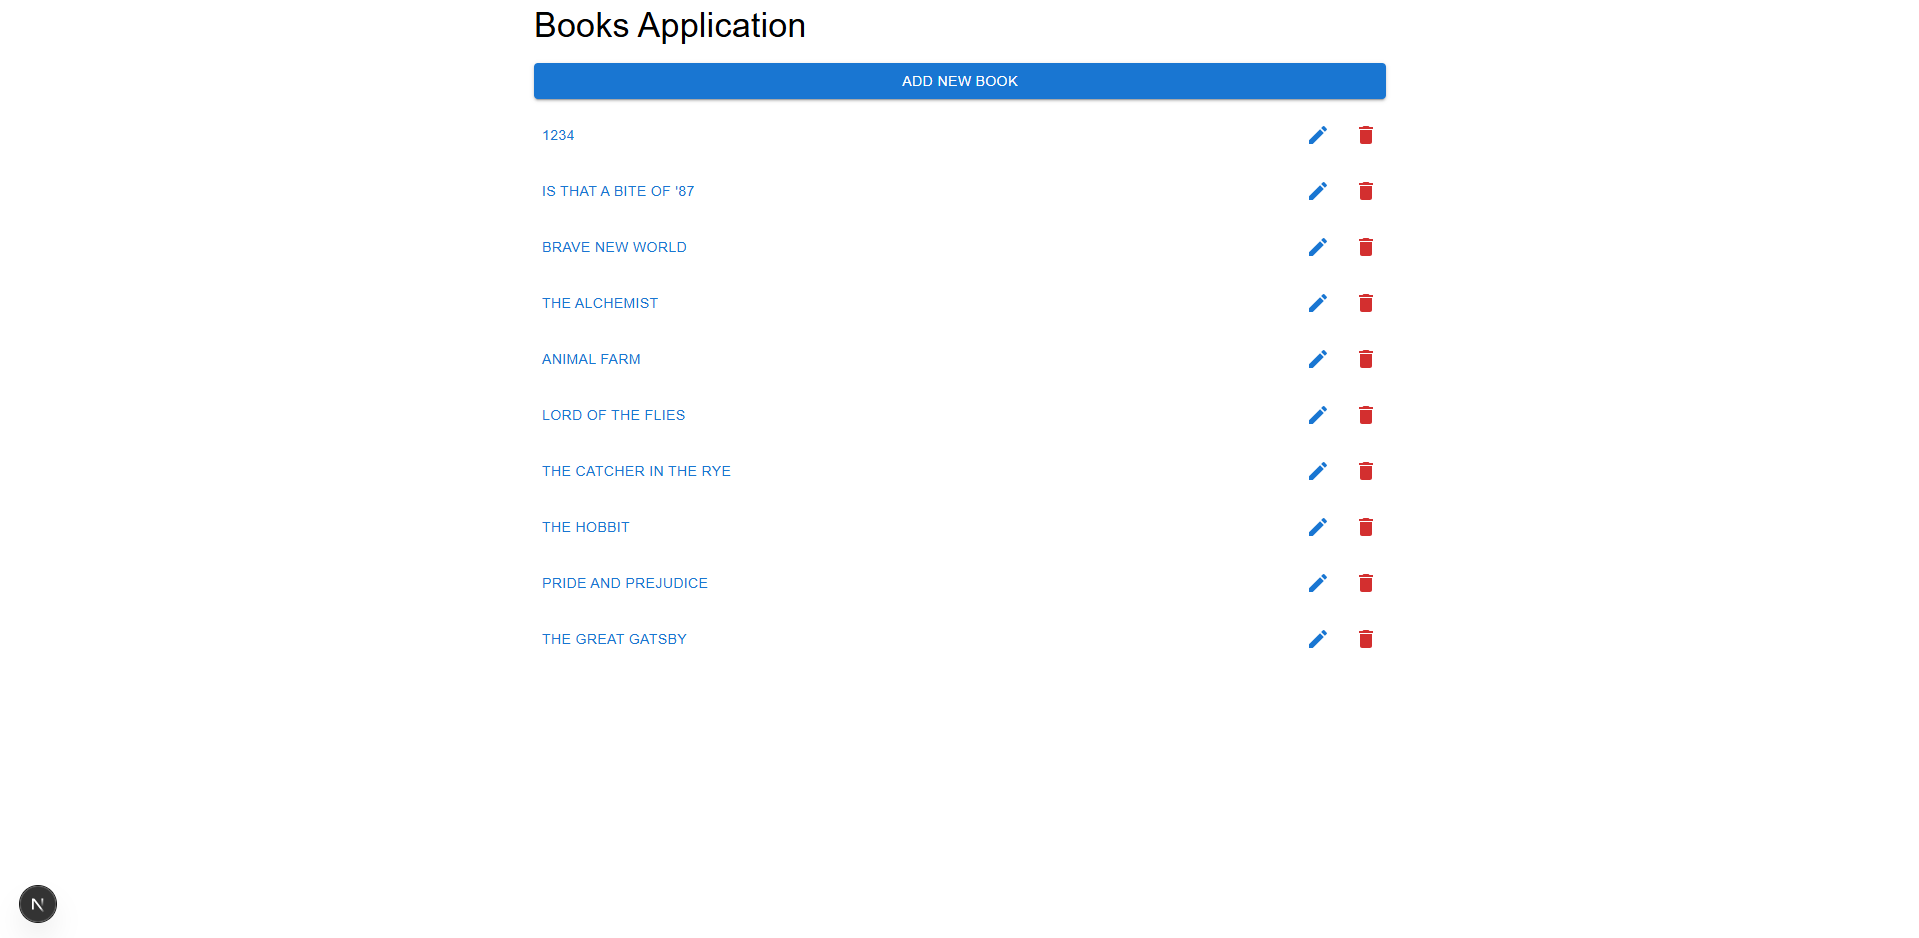 Books Application
ADD NEW BOOK
1234
IS THAT A BITE OF '87
BRAVE NEW WORLD
THE ALCHEMIST
ANIMAL FARM
LORD OF THE FLIES
THE CATCHER IN THE RYE
THE HOBBIT
PRIDE AND PREJUDICE
THE GREAT GATSBY
N